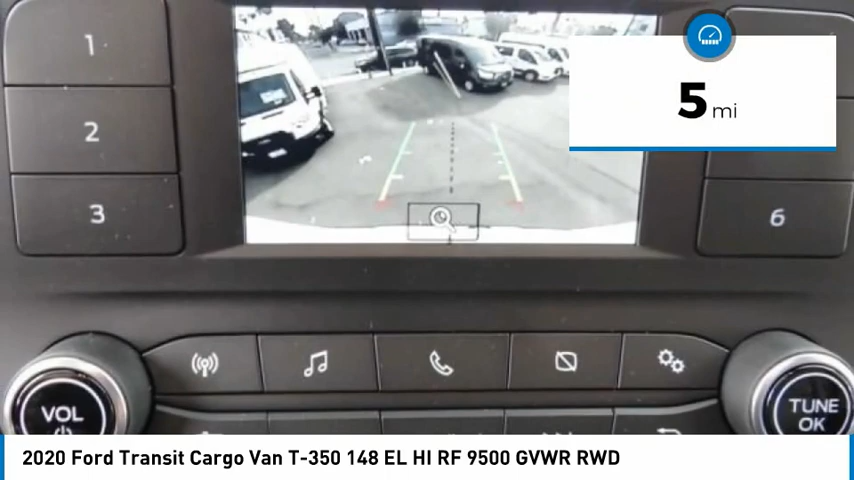 1
2
3
5 mi
6
VOL
TUNE
OK
2020 Ford Transit Cargo Van T-350 148 EL HI RF 9500 GVWR RWD